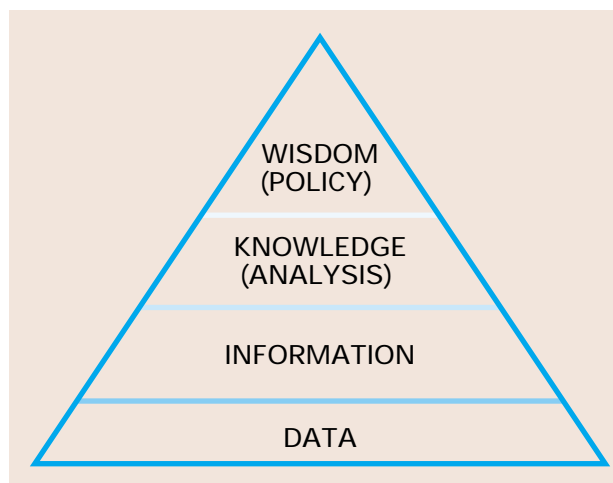 WISDOM
(POLICY)
KNOWLEDGE
(ANALYSIS)
INFORMATION
DATA